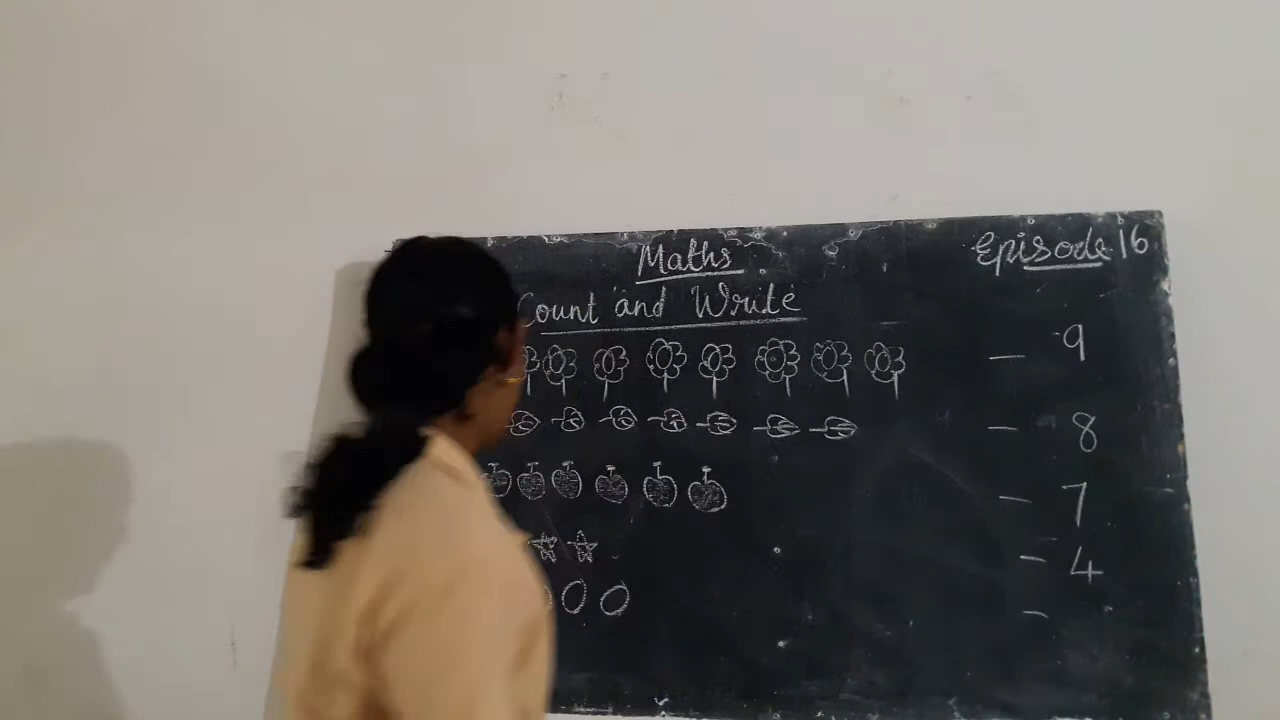 Maths Episode 16
Count and Write
– 9
– 8
– 7
– 4
–